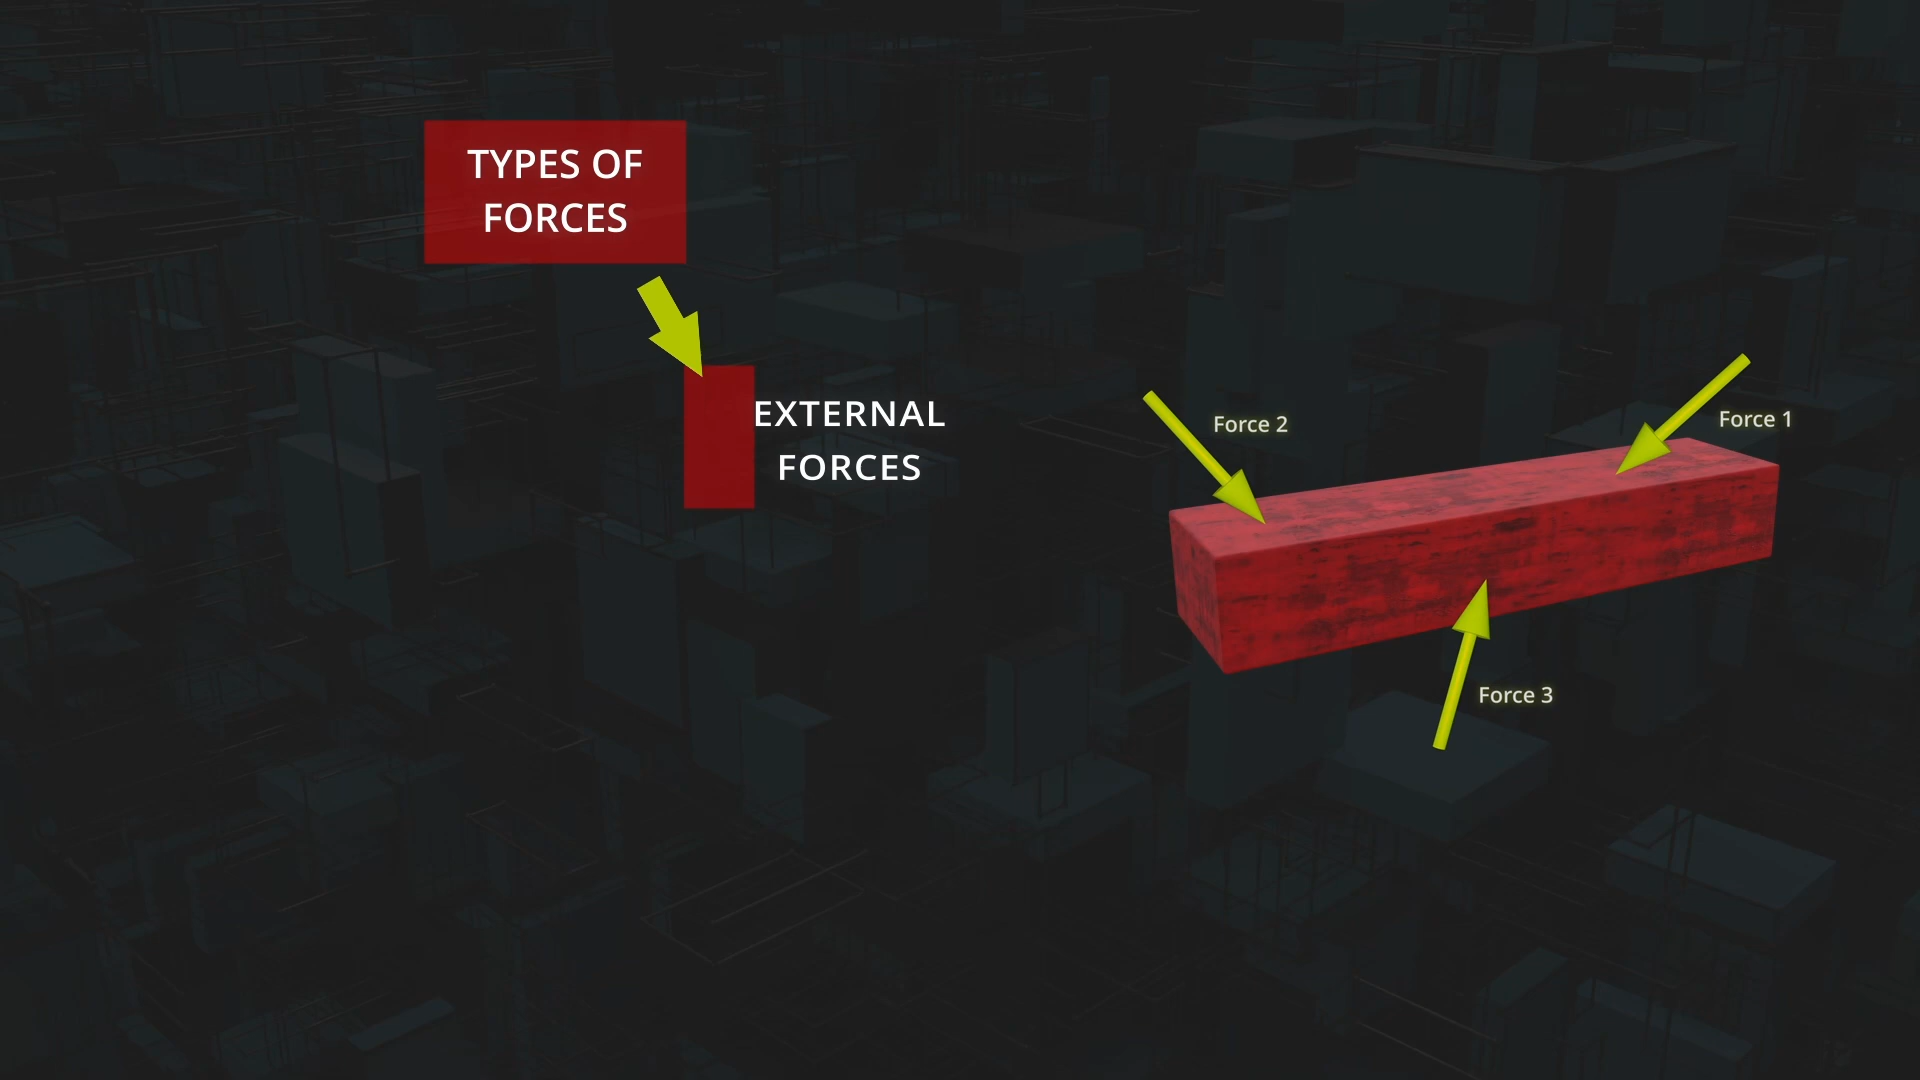 TYPES OF
FORCES
EXTERNAL
FORCES
Force 2
Force 1
Force 3